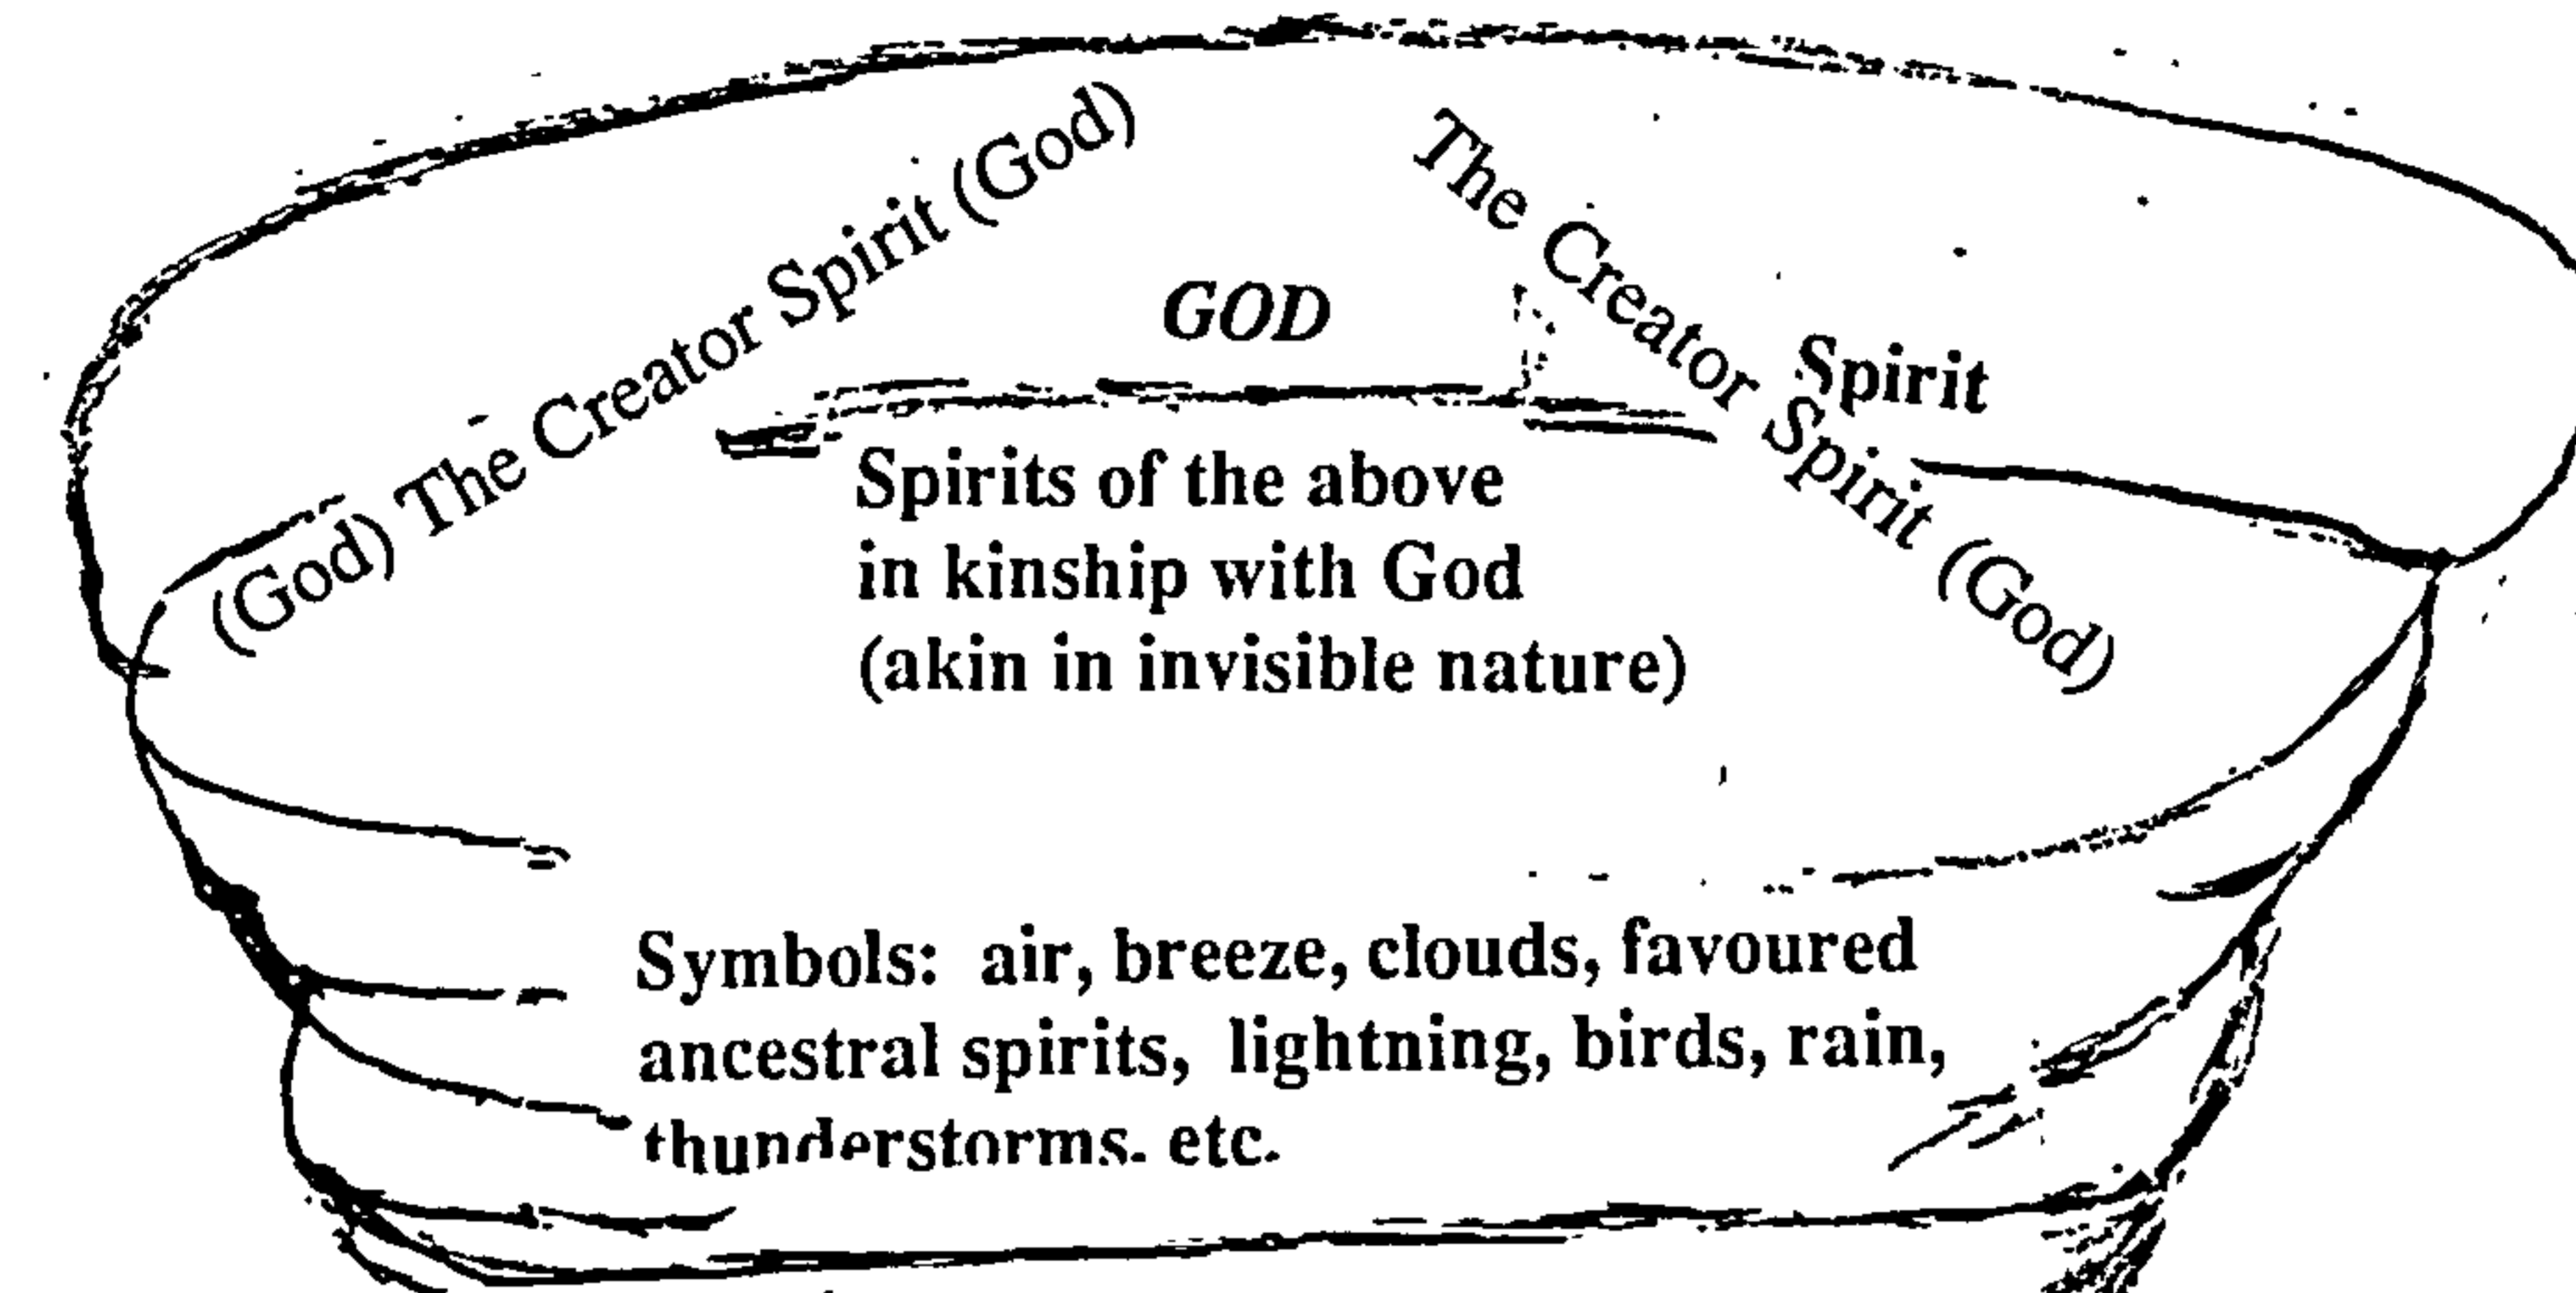 (God) The Creator Spirit (God)
The Creator Spirit (God)
GOD
Spirit
Spirits of the above
in kinship with God
(akin in invisible nature)
Symbols: air, breeze, clouds, favoured
ancestral spirits, lightning, birds, rain,
thunderstorms. etc.